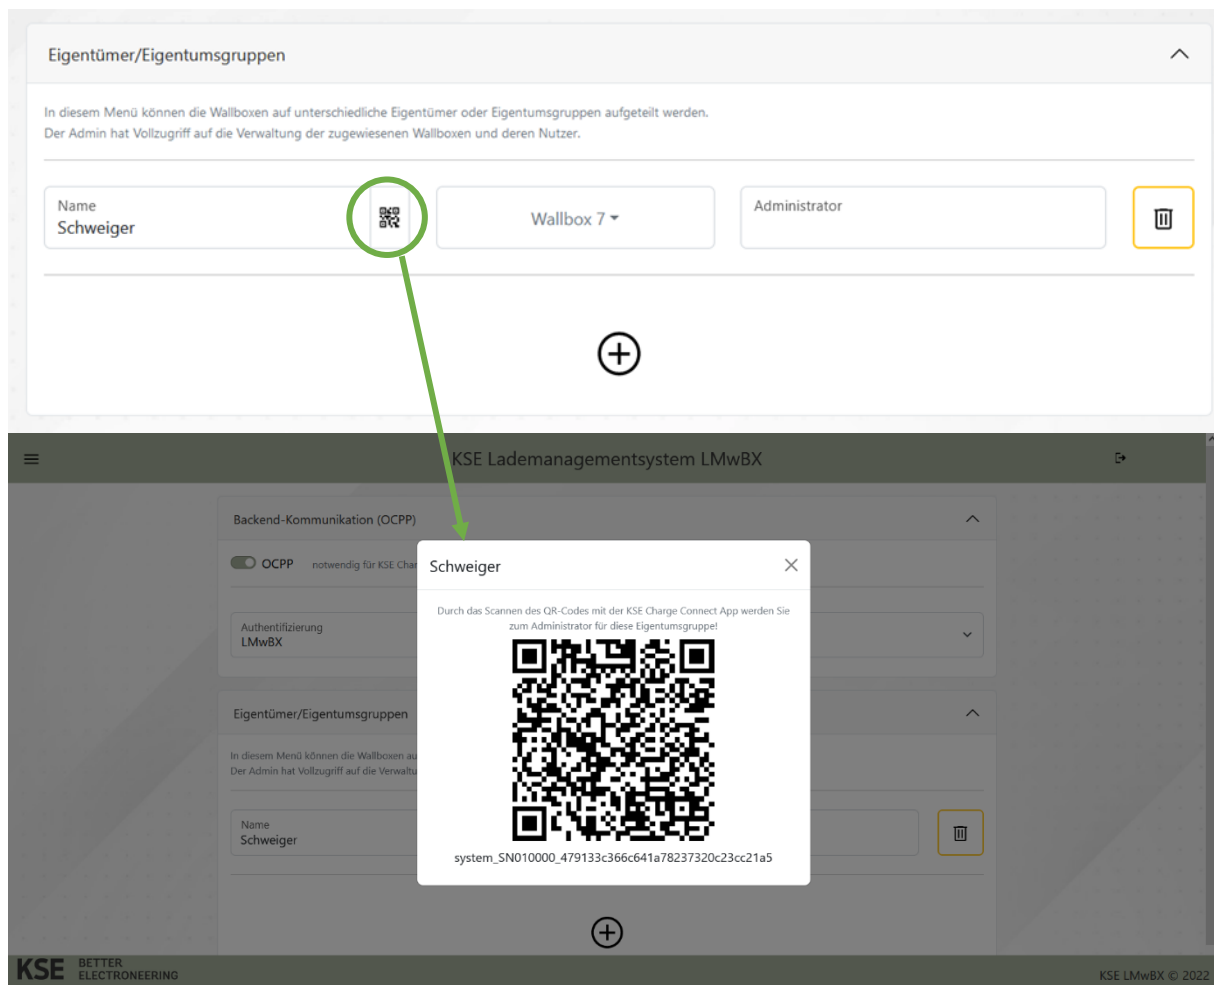 Eigentümer/Eigentumsgruppen
In diesem Menü können die Wallboxen auf unterschiedliche Eigentümer oder Eigentumsgruppen aufgeteilt werden.
Der Admin hat Vollzugriff auf die Verwaltung der zugewiesenen Wallboxen und deren Nutzer.
Name
Schweiger
Wallbox 7
Administrator
KSE Lademanagementsystem LMwBX
Backend-Kommunikation (OCPP)
OCPP notwendig für KSE Char
Authentifizierung
LMwBX
Schweiger
Durch das Scannen des QR-Codes mit der KSE Charge Connect App werden Sie
zum Administrator für diese Eigentumsgruppe!
system_SN010000_479133c366c641a78237320c23cc21a5
Eigentümer/Eigentumsgruppen
In diesem Menü können die Wallboxen au
Der Admin hat Vollzugriff auf die Verwaltu
Name
Schweiger
KSE BETTER
ELECTRONEERING
KSE LMwBX © 2022